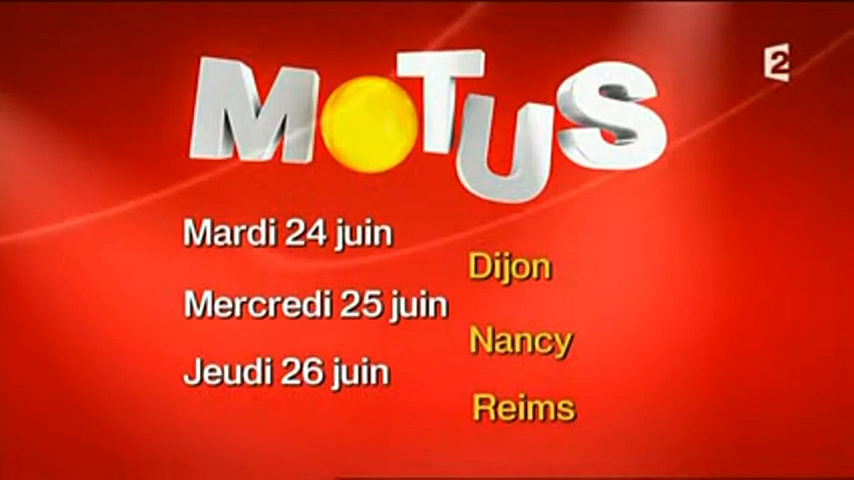 MOTUS
2
Mardi 24 juin
Dijon
Mercredi 25 juin
Nancy
Jeudi 26 juin
Reims